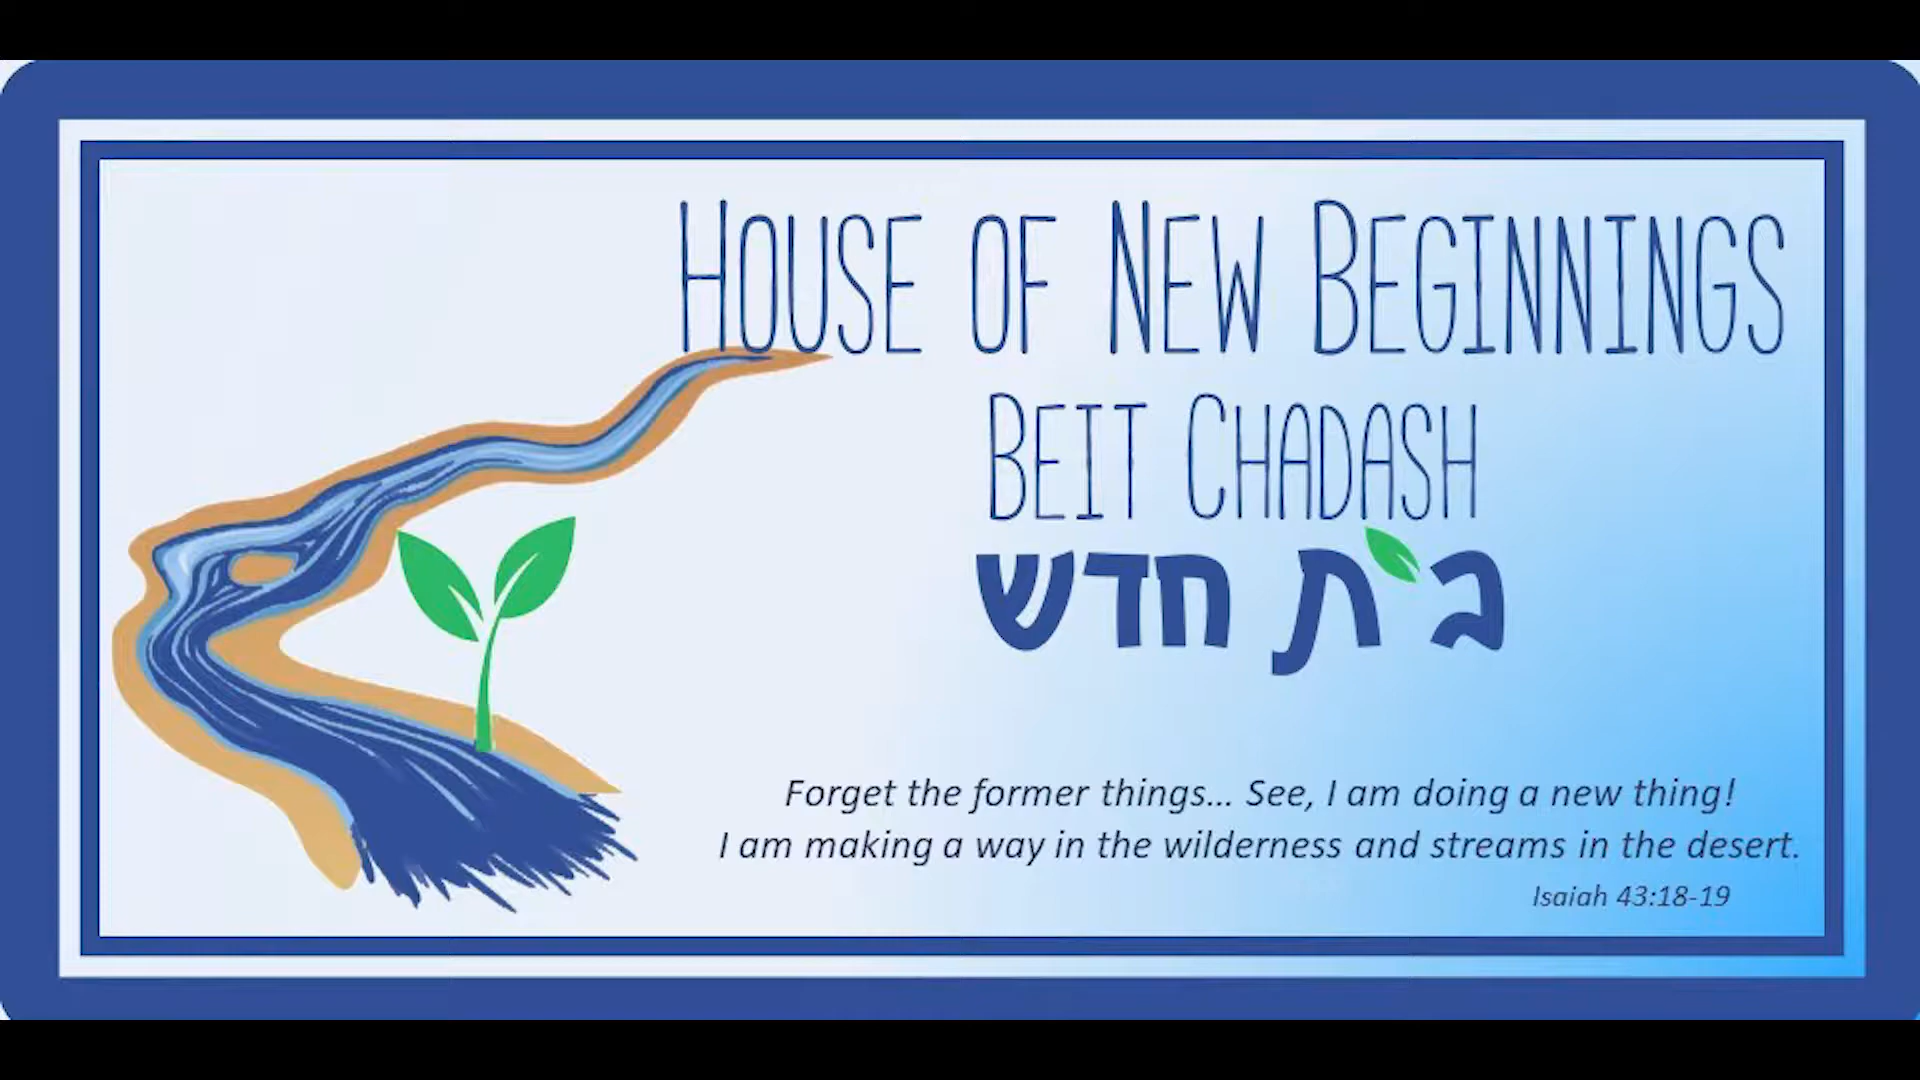 House of New Beginnings
Beit Chadash
בית חדש
Forget the former things... See, I am doing a new thing!
I am making a way in the wilderness and streams in the desert.
Isaiah 43:18-19